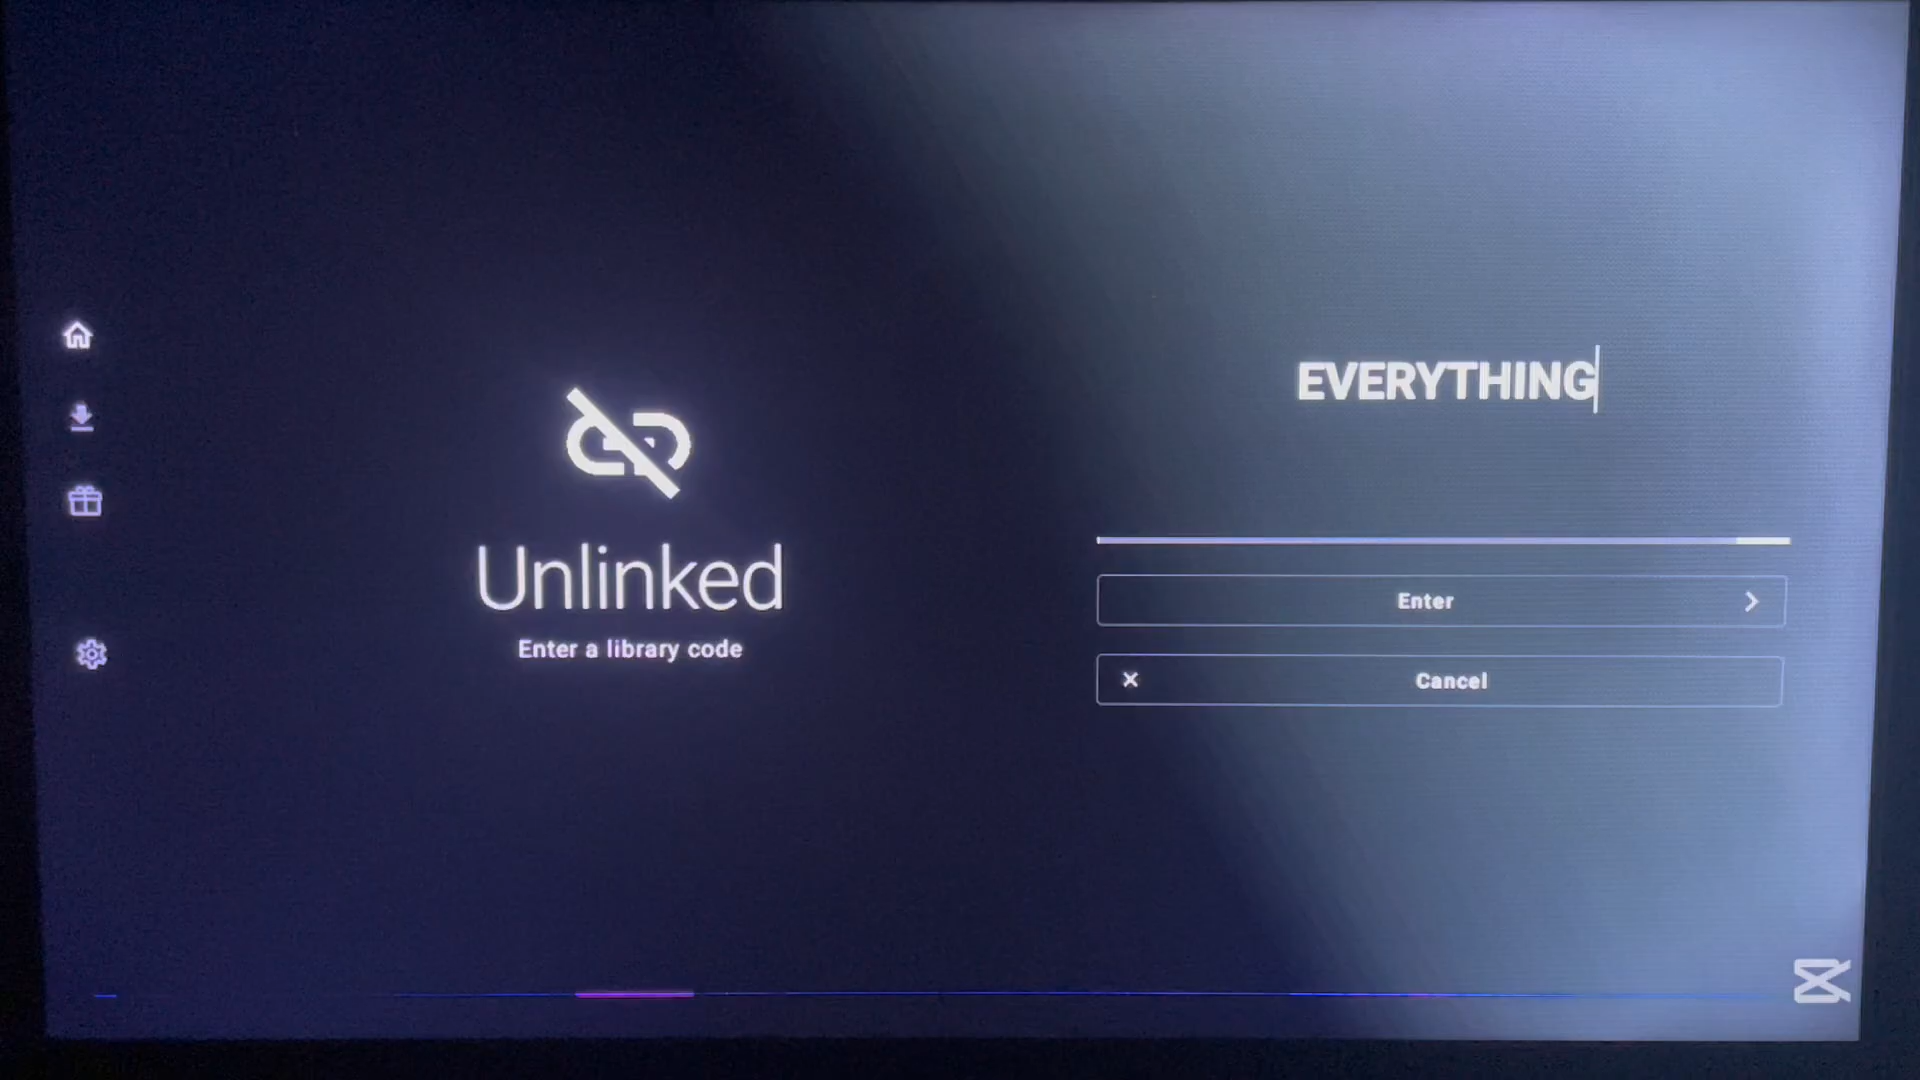 EVERYTHING
Unlinked
Enter a library code
Enter
Cancel